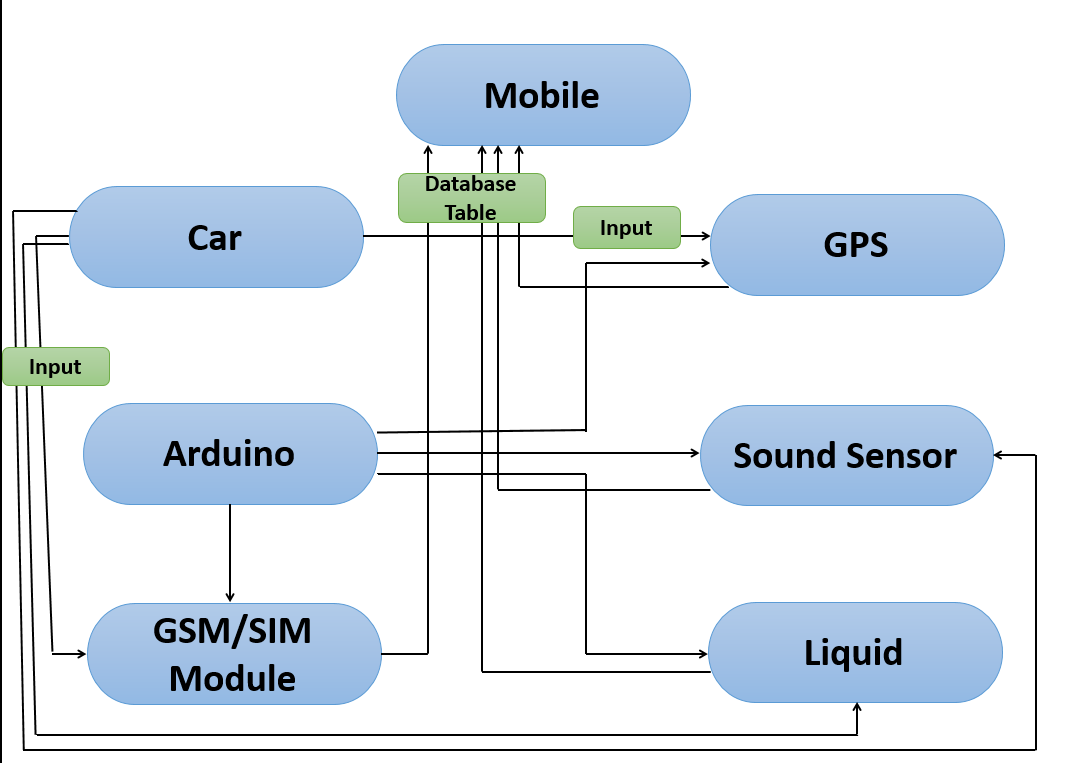 Mobile
Database
Table
Car
Input
GPS
Input
Arduino
Sound Sensor
GSM/SIM
Module
Liquid